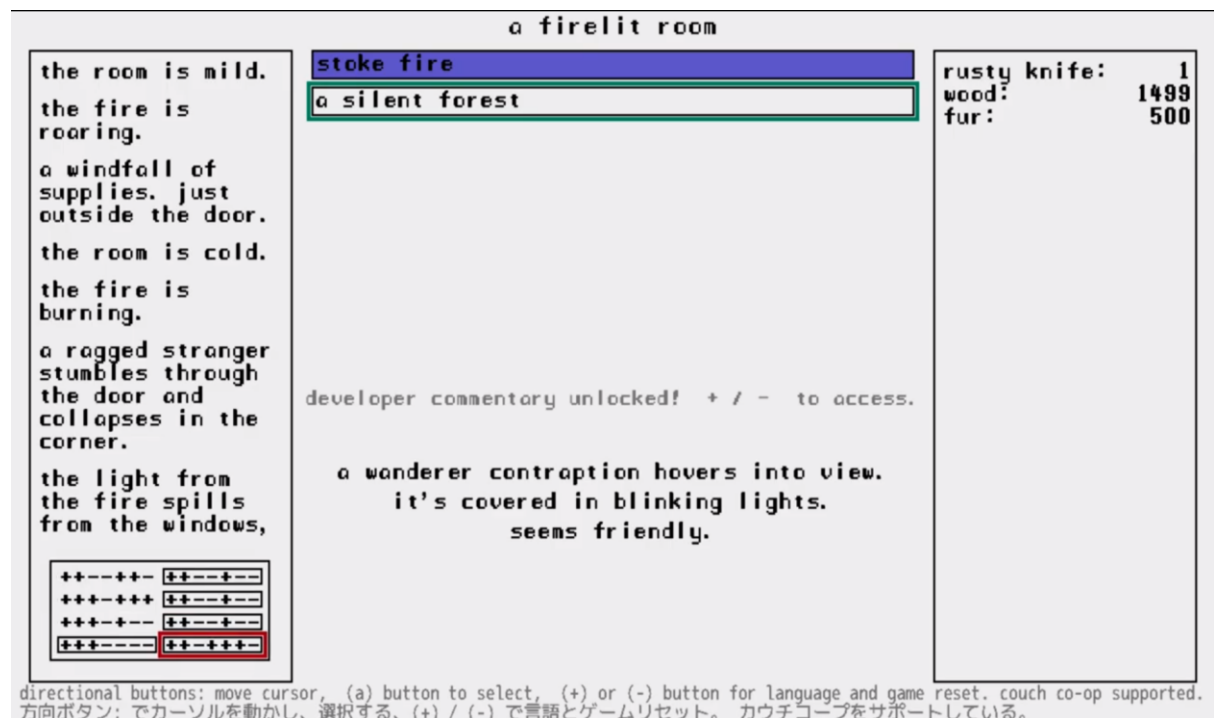 a firelit room
the room is mild.
the fire is
roaring.
a windfall of
supplies. just
outside the door.
the room is cold.
the fire is
burning.
a ragged stranger
stumbles through
the door and
collapses in the
corner.
the light from
the fire spills
from the windows,
++--++- ++--+--
+++-+++ ++--+--
+++-+-- ++--+--
+++---- ++-+++-
stoke fire
a silent forest
developer commentary unlocked! + / - to access.
a wanderer contraption hovers into view.
it's covered in blinking lights.
seems friendly.
rusty knife: 1
wood: 1499
fur: 500
directional buttons: move cursor, (a) button to select, (+) or (-) button for language and game reset. couch co-op supported.
方向ボタン: でカーソルを動かし、選択する、(+) / (-) で言語とゲームリセット。 カウチコープをサポートしている。